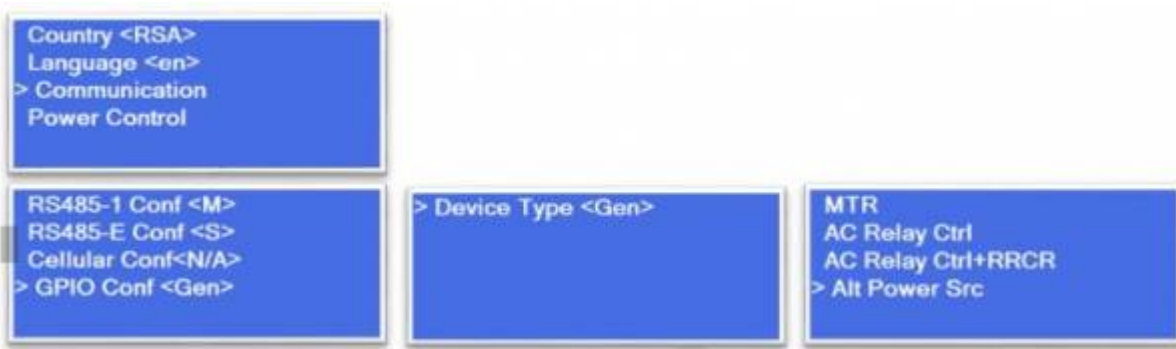 Country <RSA>
Language <en>
> Communication
Power Control
RS485-1 Conf <M>
RS485-E Conf <S>
Cellular Conf<N/A>
> GPIO Conf <Gen>
> Device Type <Gen>
MTR
AC Relay Ctrl
AC Relay Ctrl+RRCR
> Alt Power Src